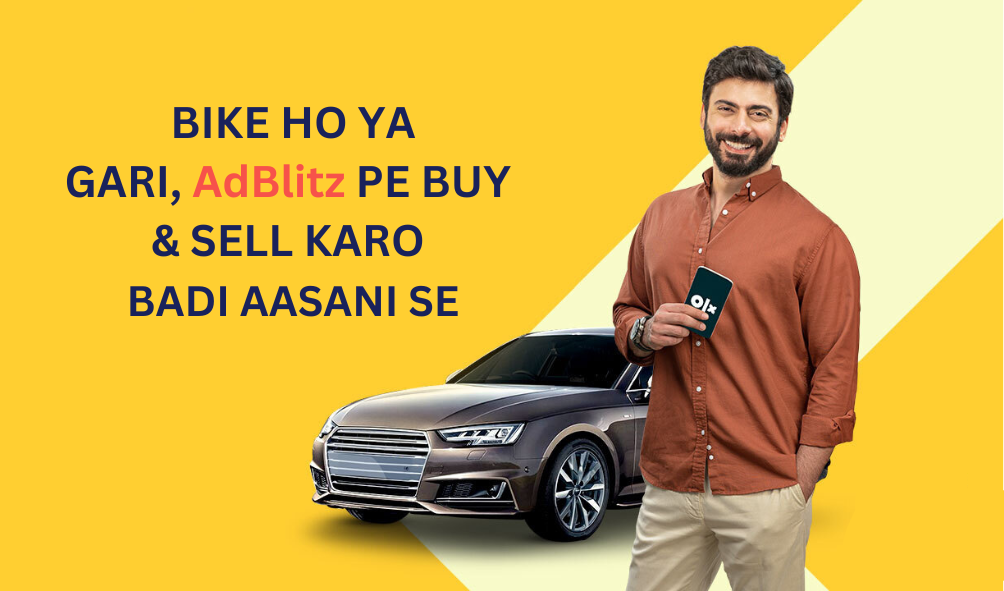 BIKE HO YA
GARI, AdBlitz PE BUY
& SELL KARO
BADI AASANI SE
Olx